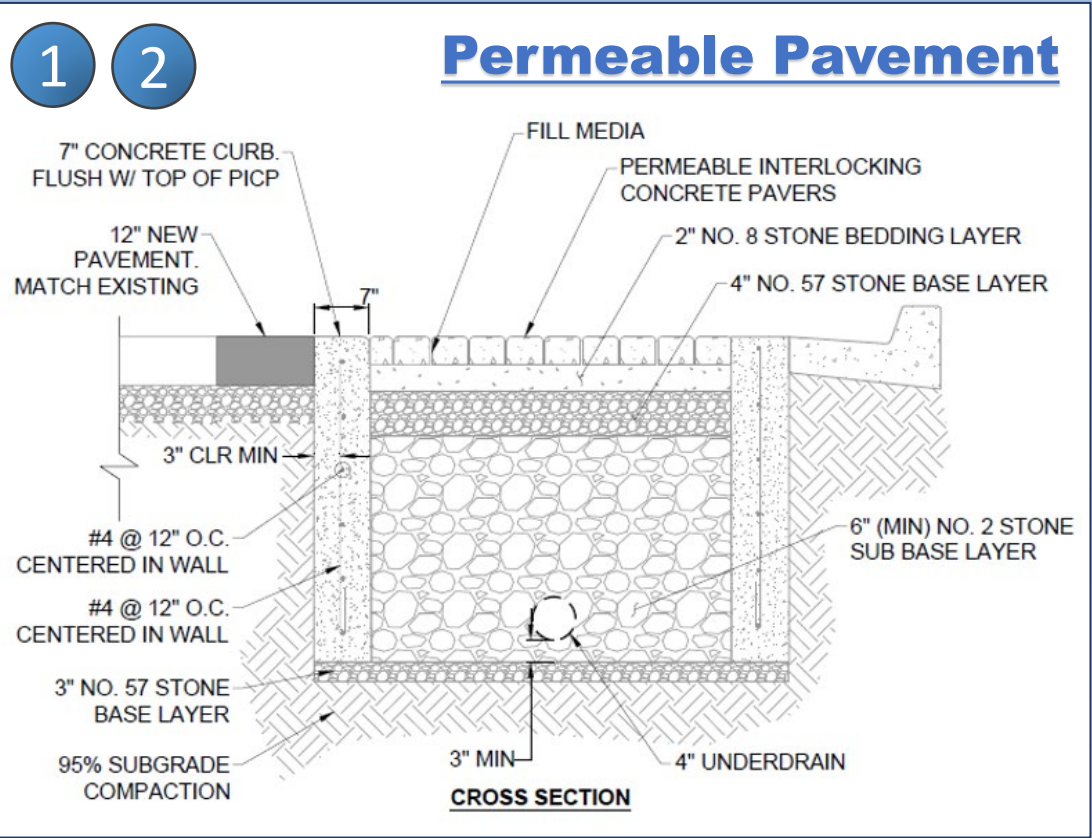 1 2
Permeable Pavement
FILL MEDIA
7" CONCRETE CURB.
FLUSH W/ TOP OF PICP
PERMEABLE INTERLOCKING
CONCRETE PAVERS
12" NEW
PAVEMENT.
MATCH EXISTING
2" NO. 8 STONE BEDDING LAYER
4" NO. 57 STONE BASE LAYER
7"
3" CLR MIN
#4 @ 12" O.C.
CENTERED IN WALL
6" (MIN) NO. 2 STONE
SUB BASE LAYER
#4 @ 12" O.C.
CENTERED IN WALL
3" NO. 57 STONE
BASE LAYER
95% SUBGRADE
COMPACTION
3" MIN
4" UNDERDRAIN
CROSS SECTION